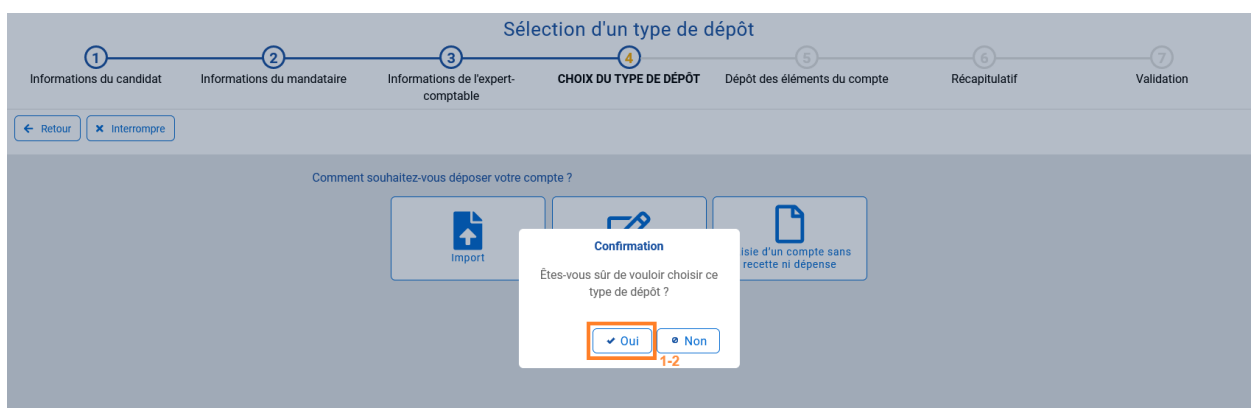 Sélection d'un type de dépôt
1
2
3
4
5
6
7
Informations du candidat
Informations du mandataire
Informations de l'expert-
comptable
CHOIX DU TYPE DE DÉPÔT
Dépôt des éléments du compte
Récapitulatif
Validation
Retour
Interrompre
Comment souhaitez-vous déposer votre compte ?
Import
isie d'un compte sans
recette ni dépense
Confirmation
Êtes-vous sûr de vouloir choisir ce
type de dépôt ?
Oui
Non
1-2